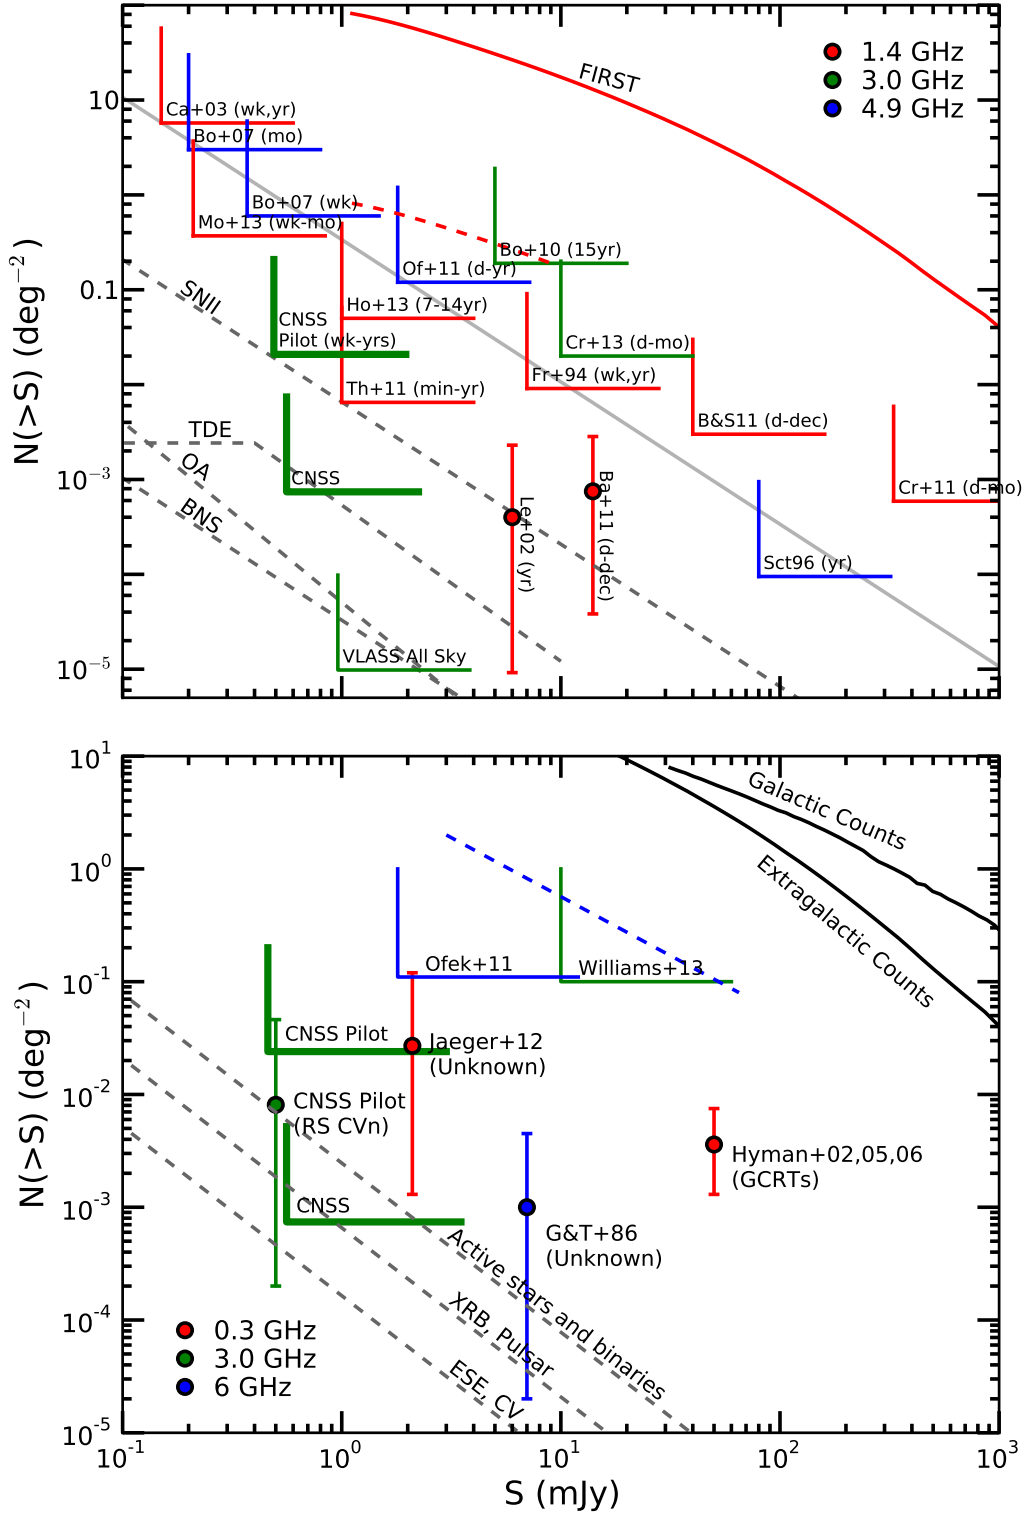 FIRST
1.4 GHz
3.0 GHz
4.9 GHz
10
Ca+03 (wk,yr)
Bo+07 (mo)
Bo+07 (wk)
Mo+13 (wk-mo)
Bo+10 (15yr)
Of+11 (d-yr)
SNII
0.1
Ho+13 (7-14yr)
CNSS
Pilot (wk-yrs)
Cr+13 (d-mo)
Fr+94 (wk,yr)
Th+11 (min-yr)
B&S11 (d-dec)
TDE
OA
CNSS
10⁻³
BNS
Le+02 (yr)
Ba+11 (d-dec)
Cr+11 (d-mo)
Sct96 (yr)
VLASS All Sky
10⁻⁵
N(>S) (deg⁻²)
10¹
Galactic Counts
Extragalactic Counts
10⁰
Ofek+11
Williams+13
10⁻¹
CNSS Pilot
Jaeger+12
(Unknown)
10⁻²
CNSS Pilot
(RS CVn)
Hyman+02,05,06
(GCRTs)
10⁻³
CNSS
G&T+86
(Unknown)
Active stars and binaries
XRB, Pulsar
ESE, CV
10⁻⁴
0.3 GHz
3.0 GHz
6 GHz
10⁻⁵
N(>S) (deg⁻²)
10⁻¹ 10⁰ 10¹ 10² 10³
S (mJy)